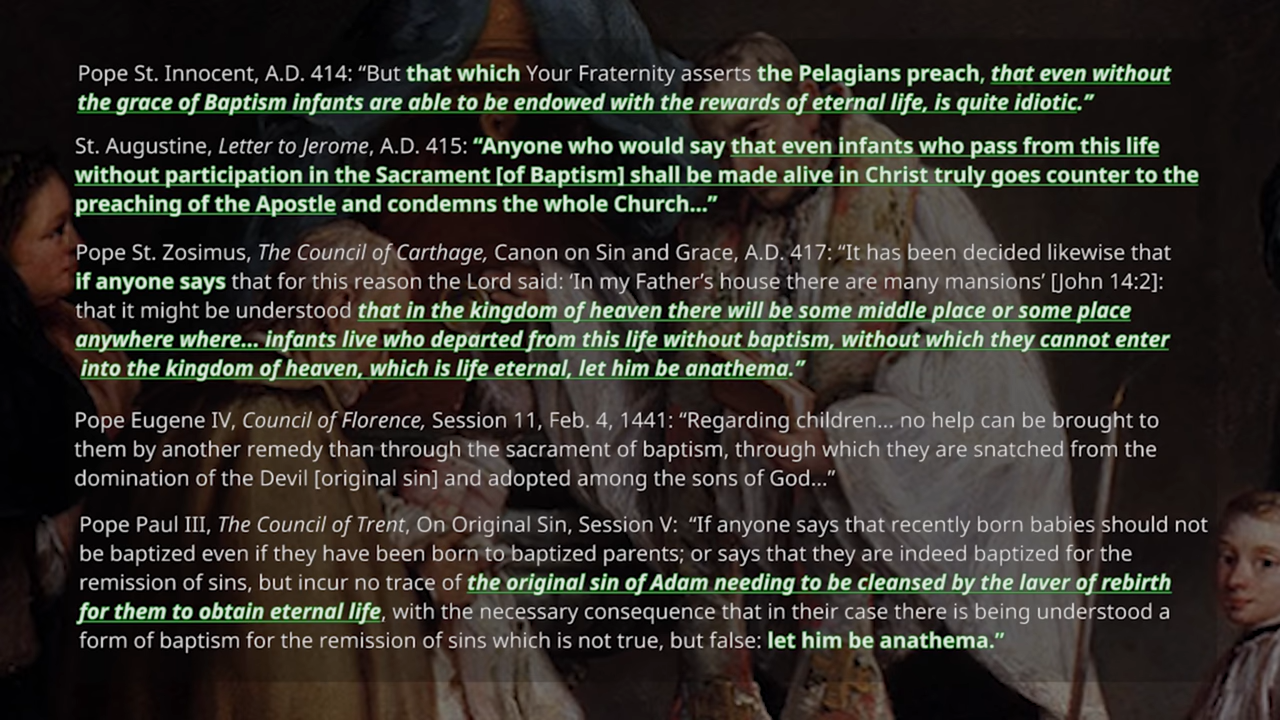 Pope St. Innocent, A.D. 414: “But that which Your Fraternity asserts the Pelagians preach, that even without
the grace of Baptism infants are able to be endowed with the rewards of eternal life, is quite idiotic.”
St. Augustine, Letter to Jerome, A.D. 415: “Anyone who would say that even infants who pass from this life
without participation in the Sacrament [of Baptism] shall be made alive in Christ truly goes counter to the
preaching of the Apostle and condemns the whole Church...”
Pope St. Zosimus, The Council of Carthage, Canon on Sin and Grace, A.D. 417: “It has been decided likewise that
if anyone says that for this reason the Lord said: ‘In my Father’s house there are many mansions’ [John 14:2]:
that it might be understood that in the kingdom of heaven there will be some middle place or some place
anywhere where... infants live who departed from this life without baptism, without which they cannot enter
into the kingdom of heaven, which is life eternal, let him be anathema.”
Pope Eugene IV, Council of Florence, Session 11, Feb. 4, 1441: “Regarding children... no help can be brought to
them by another remedy than through the sacrament of baptism, through which they are snatched from the
domination of the Devil [original sin] and adopted among the sons of God...”
Pope Paul III, The Council of Trent, On Original Sin, Session V: “If anyone says that recently born babies should not
be baptized even if they have been born to baptized parents; or says that they are indeed baptized for the
remission of sins, but incur no trace of the original sin of Adam needing to be cleansed by the laver of rebirth
for them to obtain eternal life, with the necessary consequence that in their case there is being understood a
form of baptism for the remission of sins which is not true, but false: let him be anathema.”